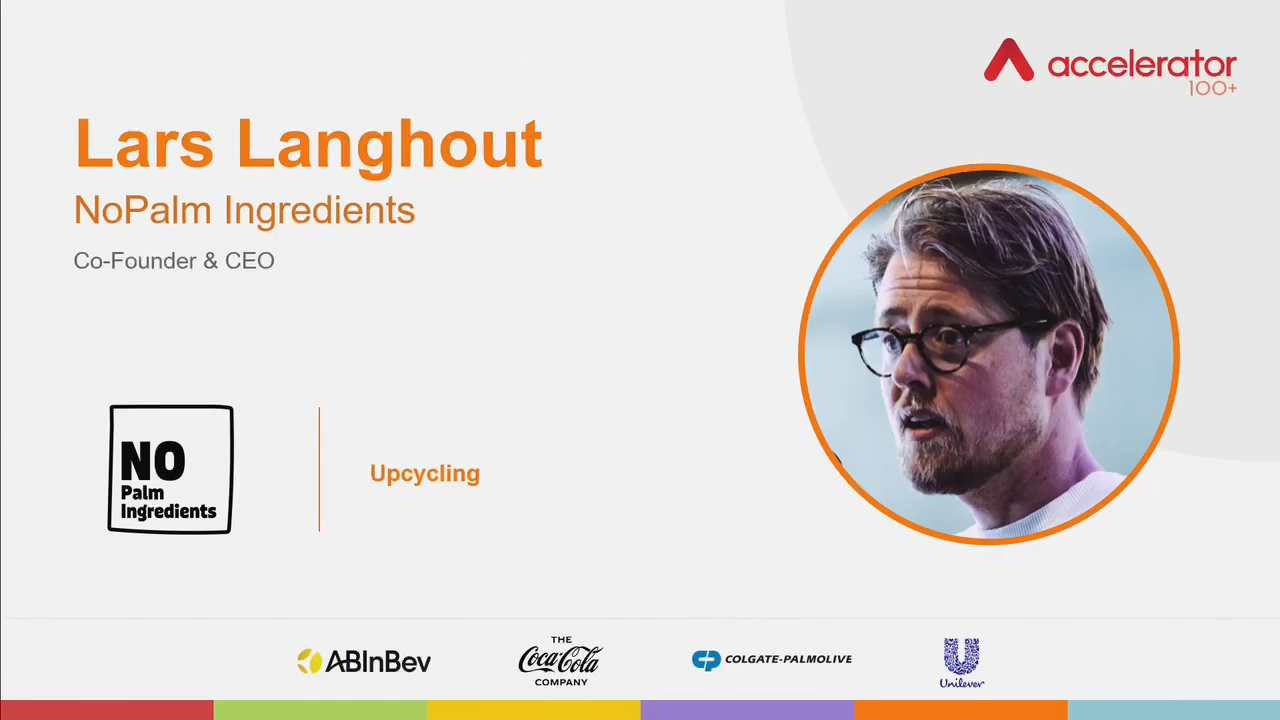 accelerator
100+
Lars Langhout
NoPalm Ingredients
Co-Founder & CEO
NO
Palm
Ingredients
Upcycling
ABInBev
THE
Coca-Cola
COMPANY
CP COLGATE-PALMOLIVE
Unilever